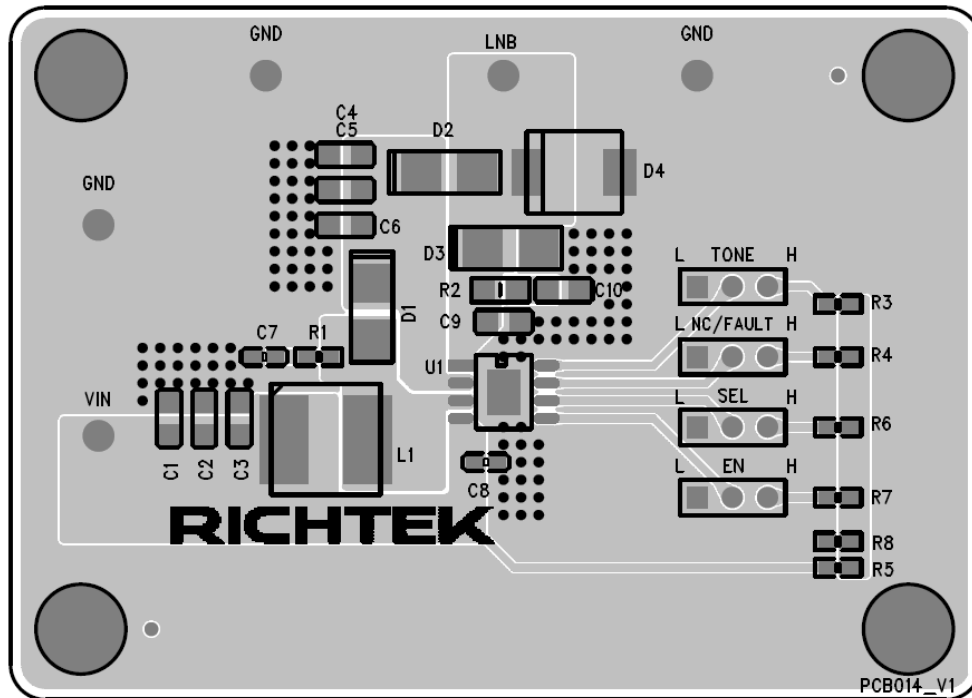 GND
LNB
GND
C4
C5
D2
D4
GND
C6
D3
L TONE H
R2
C10
R3
D1
C9
L NC/FAULT H
C7
R1
R4
U1
VIN
L SEL H
R6
C1
C2
C3
L1
L EN H
C8
R7
RICHTEK
R8
R5
PCB014_V1